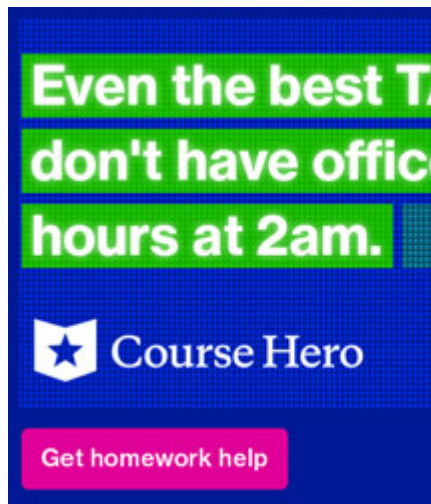 Even the best
don't have
hours at 2am.
Course Hero
Get homework help